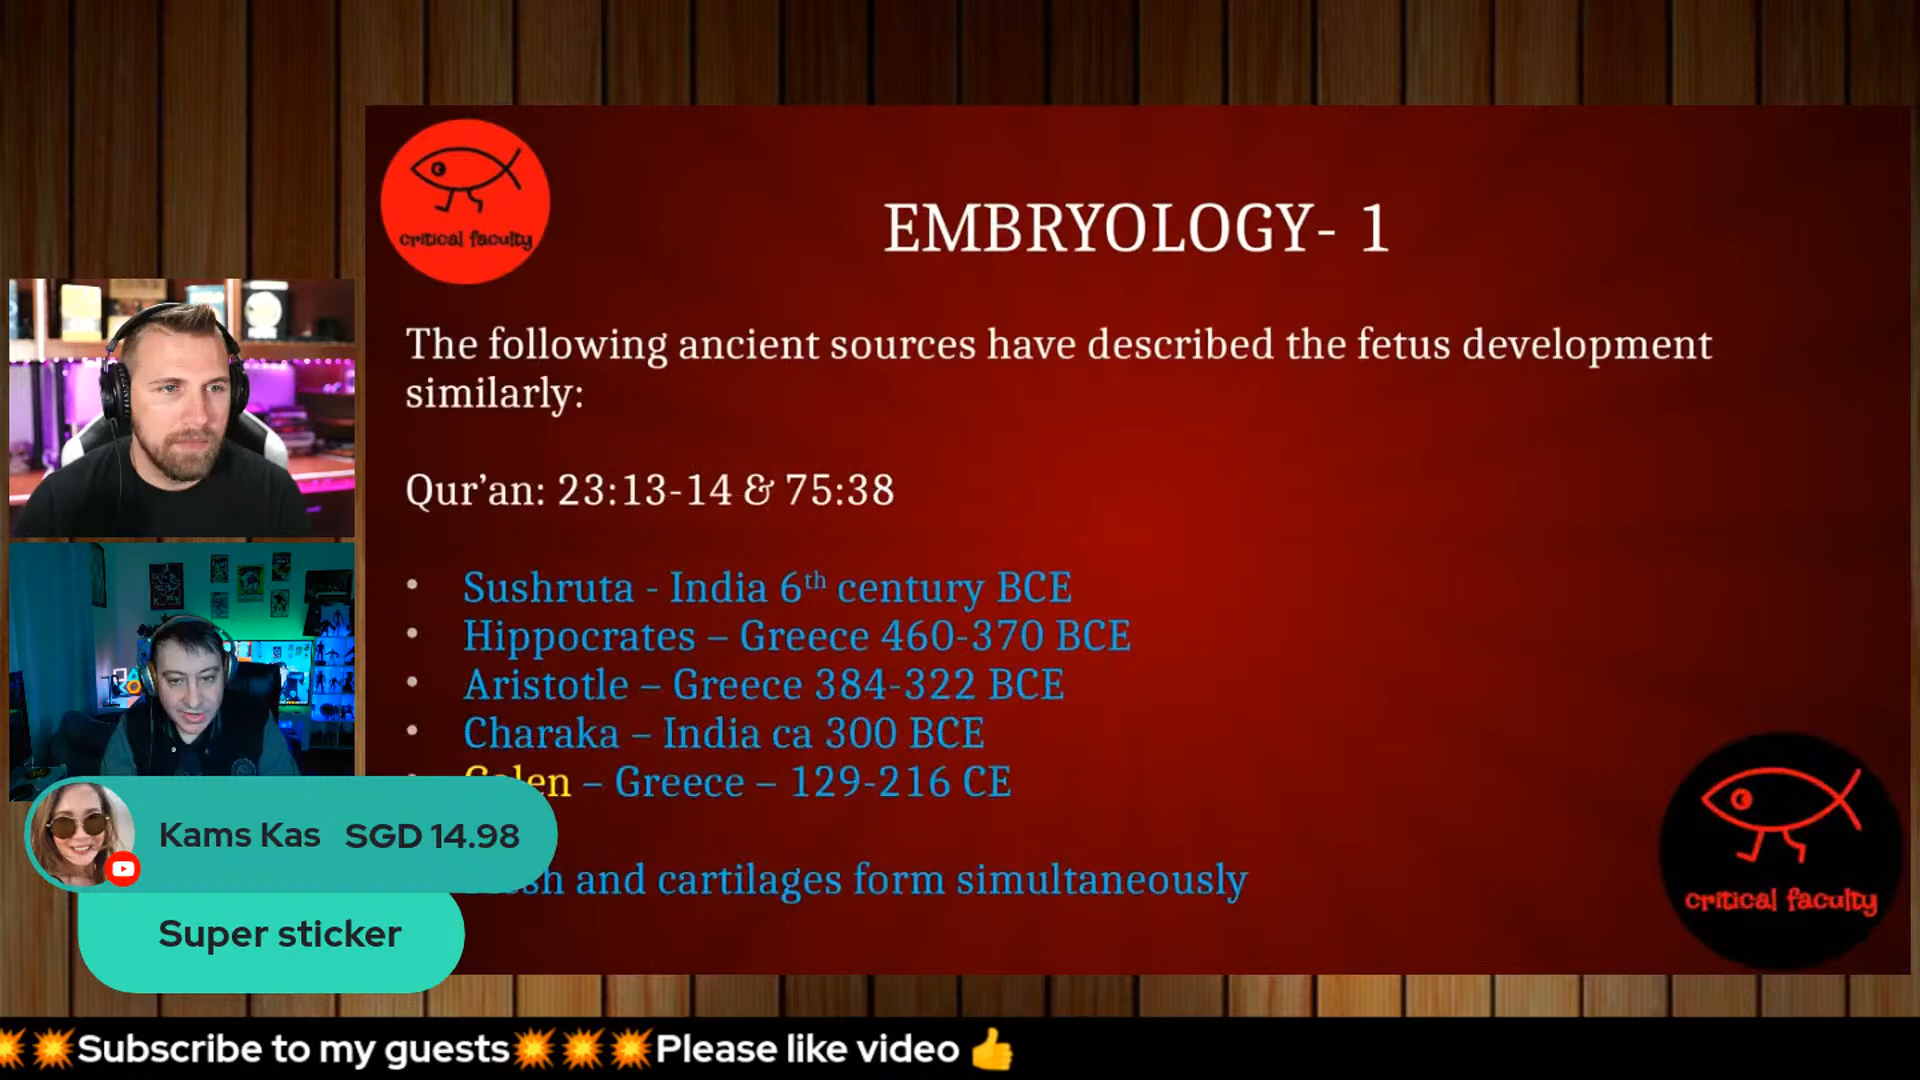 critical faculty
EMBRYOLOGY- 1
The following ancient sources have described the fetus development
similarly:
Qur’an: 23:13-14 & 75:38
• Sushruta - India 6th century BCE
• Hippocrates – Greece 460-370 BCE
• Aristotle – Greece 384-322 BCE
• Charaka – India ca 300 BCE
Galen – Greece – 129-216 CE
and cartilages form simultaneously
critical faculty
Kams Kas SGD 14.98
Super sticker
💥💥Subscribe to my guests💥💥💥Please like video 👍